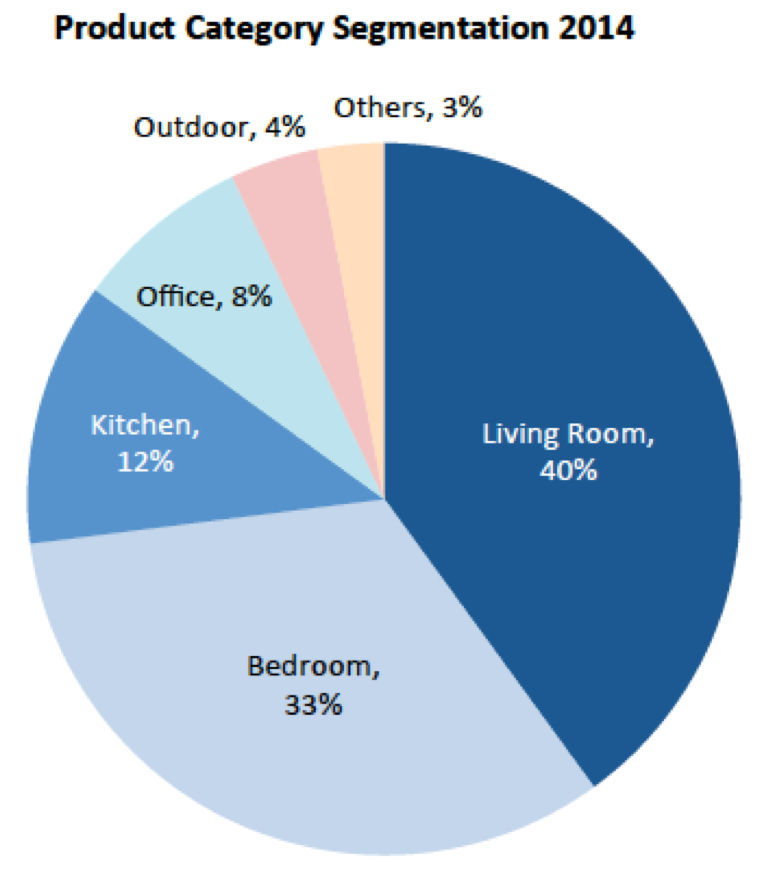 Product Category Segmentation 2014
Others, 3%
Outdoor, 4%
Office, 8%
Kitchen,
12%
Living Room,
40%
Bedroom,
33%